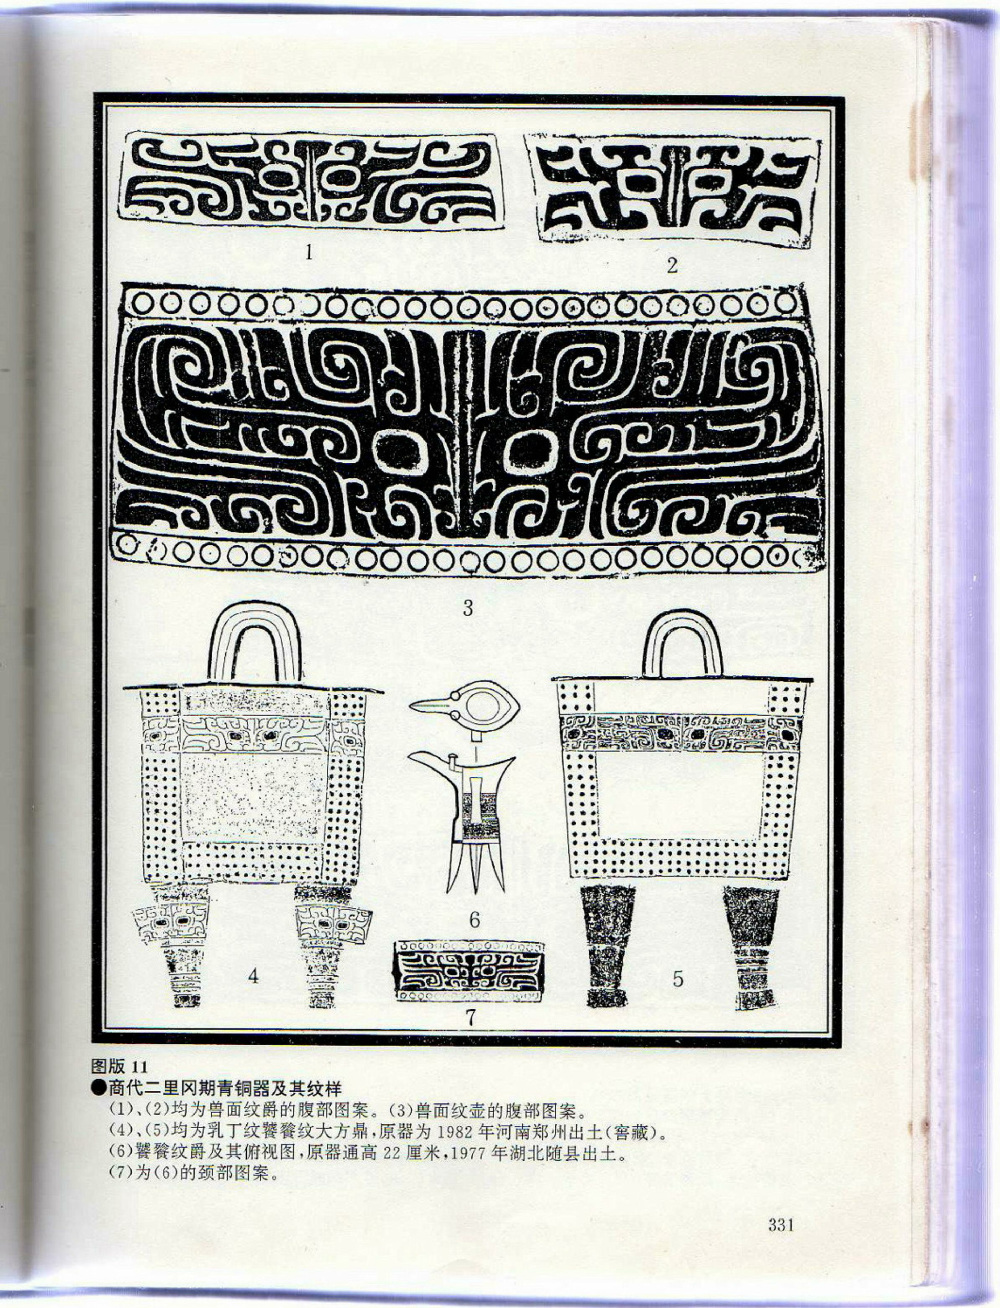 1
2
3
4
6
5
7
图版 11
●商代二里冈期青铜器及其纹样
(1)、(2)均为兽面纹爵的腹部图案。(3)兽面纹壶的腹部图案。
(4)、(5)均为乳丁纹饕餮纹大方鼎,原器为 1982 年河南郑州出土(窖藏)。
(6)饕餮纹爵及其俯视图,原器通高 22 厘米,1977 年湖北随县出土。
(7)为(6)的颈部图案。
331